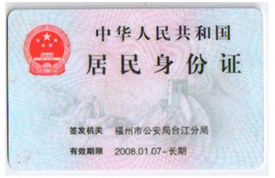 中华人民共和国
居民身份证
签发机关 福州市公安局台江分局
有效期限 2008.01.07-长期